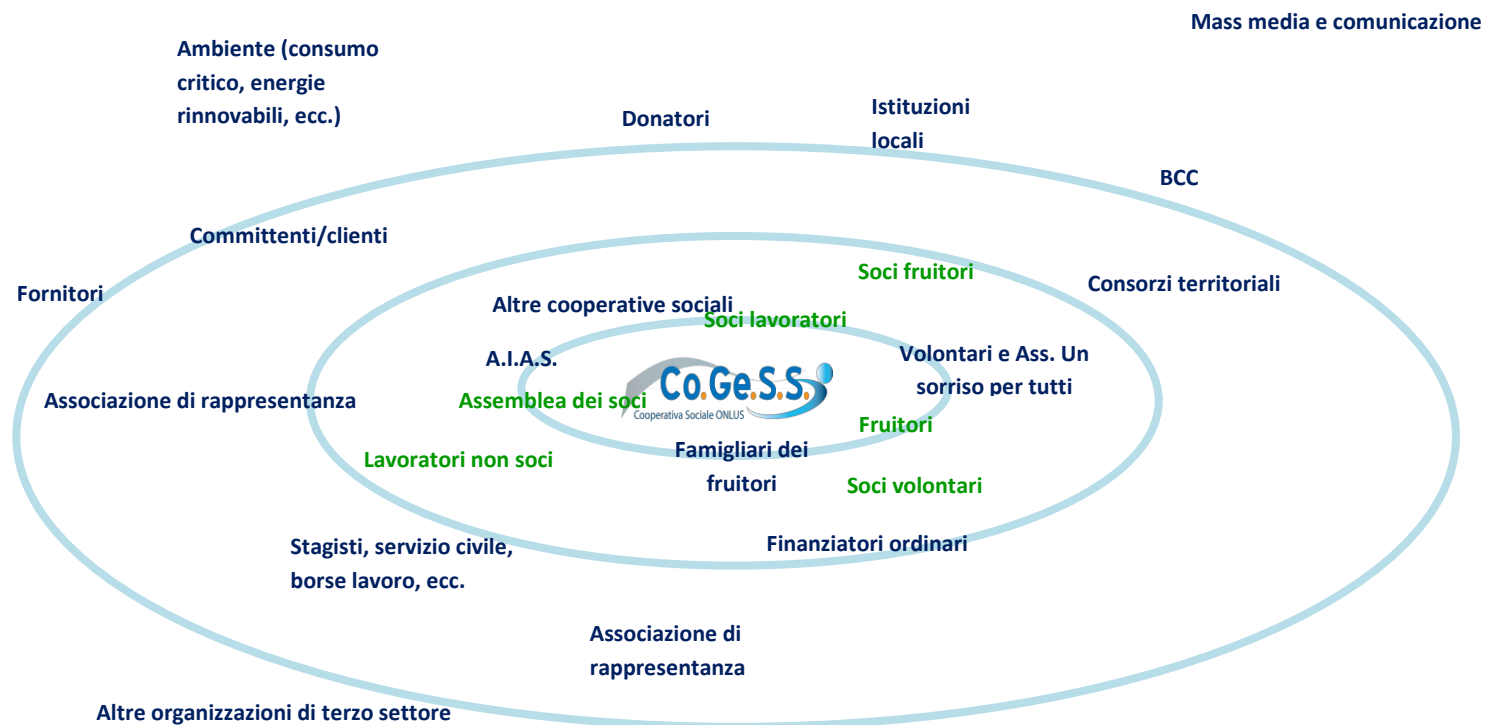 Mass media e comunicazione
Ambiente (consumo
critico, energie
rinnovabili, ecc.)
Donatori
Istituzioni
locali
BCC
Committenti/clienti
Soci fruitori
Fornitori
Consorzi territoriali
Altre cooperative sociali
Soci lavoratori
A.I.A.S.
Volontari e Ass. Un
sorriso per tutti
Co.Ge.S.S.
Cooperativa Sociale ONLUS
Associazione di rappresentanza
Assemblea dei soci
Fruitori
Famigliari dei
fruitori
Lavoratori non soci
Soci volontari
Stagisti, servizio civile,
borse lavoro, ecc.
Finanziatori ordinari
Associazione di
rappresentanza
Altre organizzazioni di terzo settore